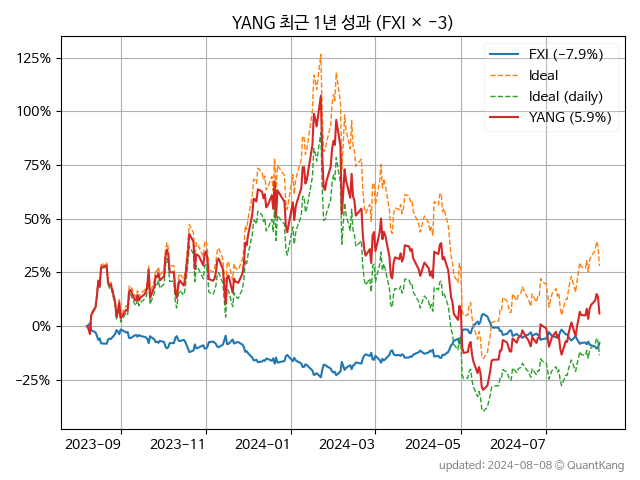 YANG 최근 1년 성과 (FXI × −3)
125%
100%
75%
50%
25%
0%
−25%
FXI (−7.9%)
Ideal
Ideal (daily)
YANG (5.9%)
2023−09
2023−11
2024−01
2024−03
2024−05
2024−07
updated: 2024-08-08 © QuantKang